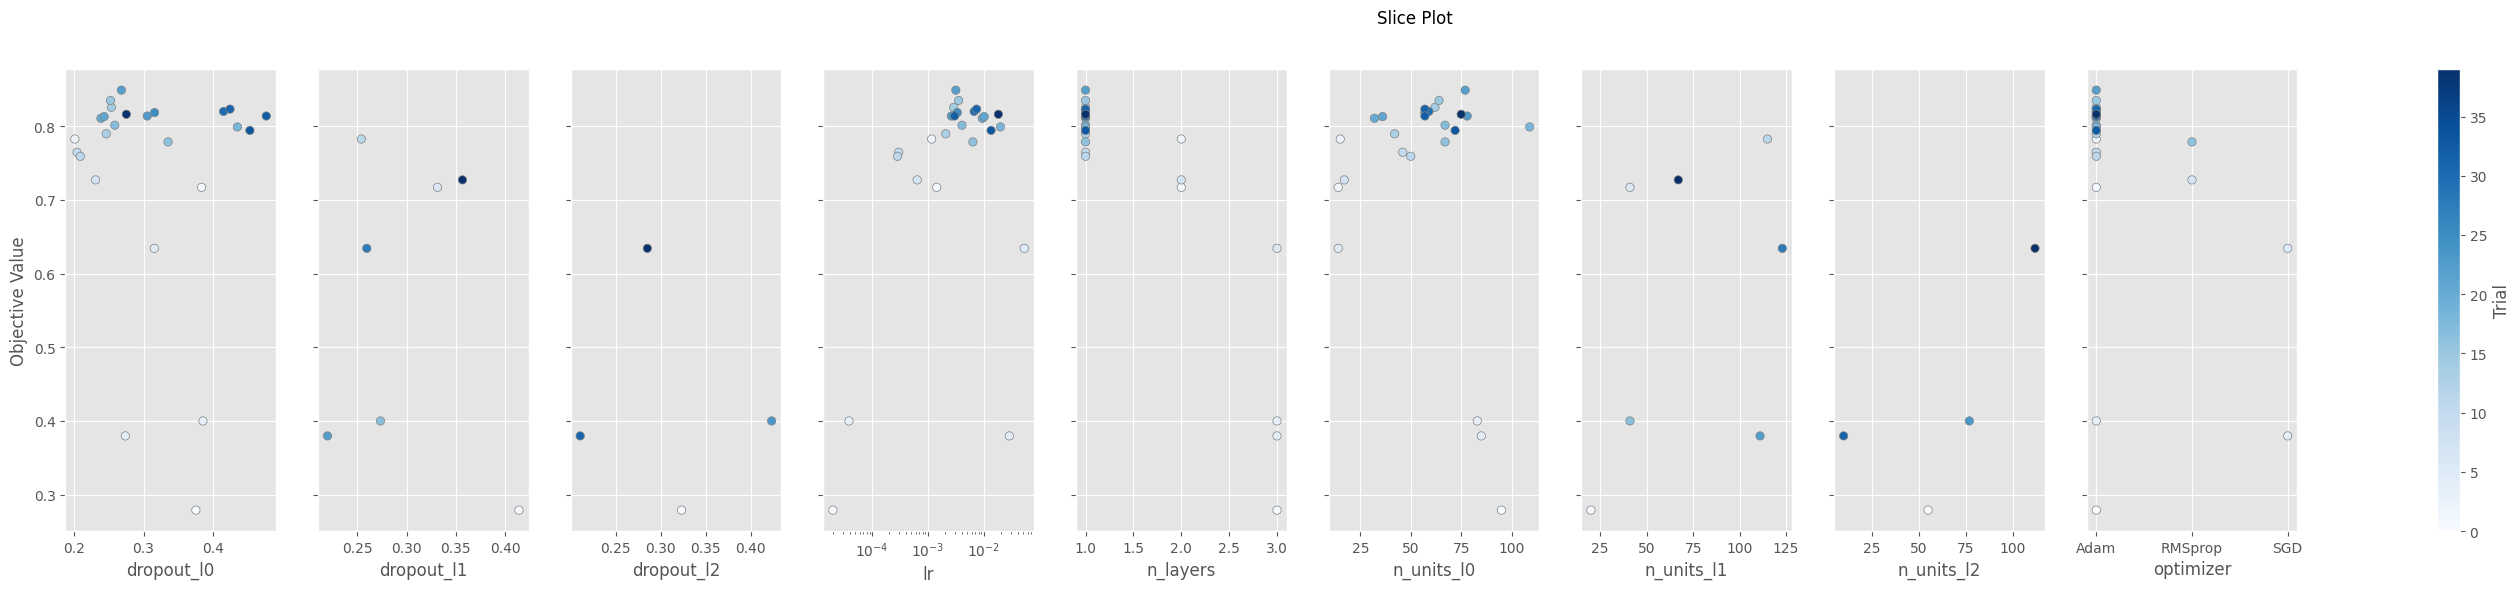 Slice Plot
Objective Value
0.8
0.7
0.6
0.5
0.4
0.3
0.2 0.3 0.4
dropout_l0
0.25 0.30 0.35 0.40
dropout_l1
0.25 0.30 0.35 0.40
dropout_l2
10⁻⁴ 10⁻³ 10⁻²
lr
1.0 1.5 2.0 2.5 3.0
n_layers
25 50 75 100
n_units_l0
25 50 75 100 125
n_units_l1
25 50 75 100
n_units_l2
Adam RMSprop SGD
optimizer
35
30
25
20
15
10
5
0
Trial